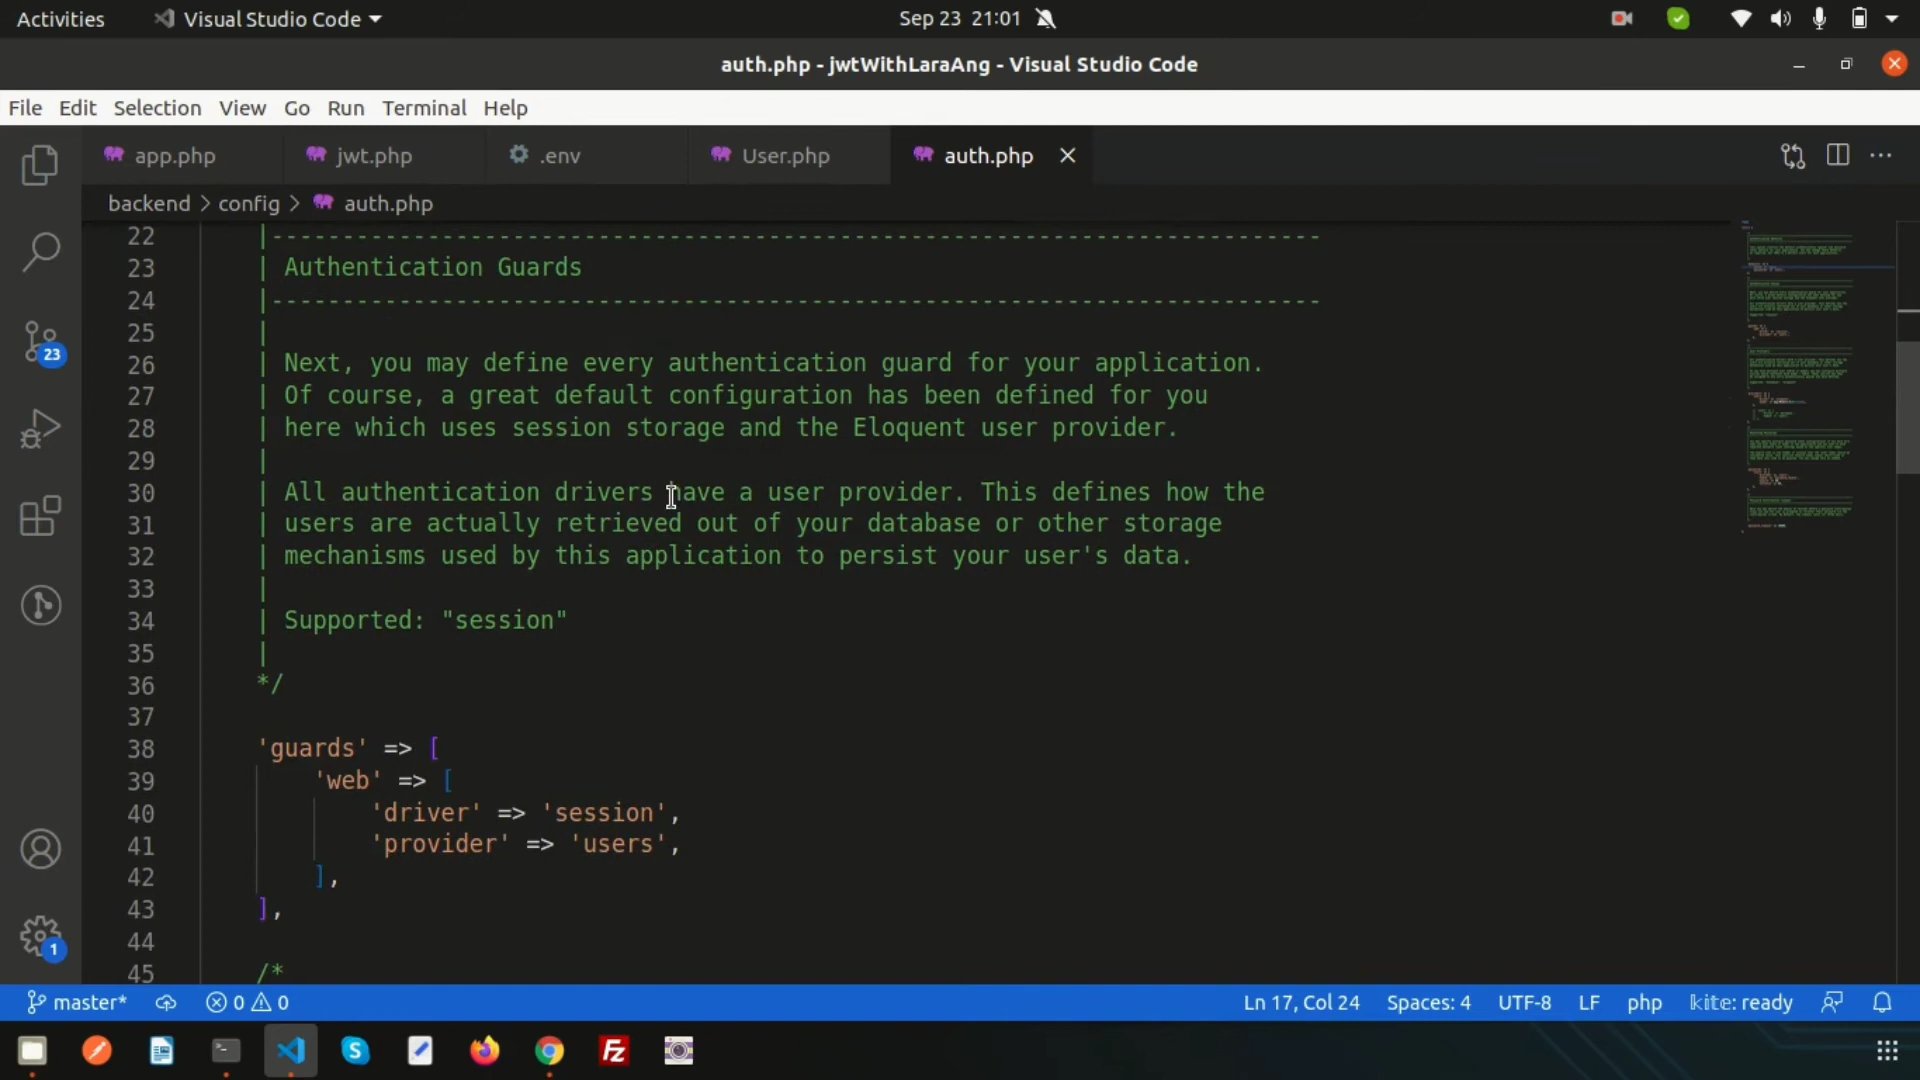 Activities Visual Studio Code Sep 23 21:01
auth.php - jwtWithLaraAng - Visual Studio Code
File Edit Selection View Go Run Terminal Help
app.php jwt.php .env User.php auth.php
backend > config > auth.php
22 |--------------------------------------------------------------------------
23 | Authentication Guards
24 |--------------------------------------------------------------------------
25 |
26 | Next, you may define every authentication guard for your application.
27 | Of course, a great default configuration has been defined for you
28 | here which uses session storage and the Eloquent user provider.
29 |
30 | All authentication drivers have a user provider. This defines how the
31 | users are actually retrieved out of your database or other storage
32 | mechanisms used by this application to persist your user's data.
33 |
34 | Supported: "session"
35 |
36 */
37
38 'guards' => [
39 'web' => [
40 'driver' => 'session',
41 'provider' => 'users',
42 ],
43 ],
44
45 /*
23
1
master* 0 0 Ln 17, Col 24 Spaces: 4 UTF-8 LF php kite: ready